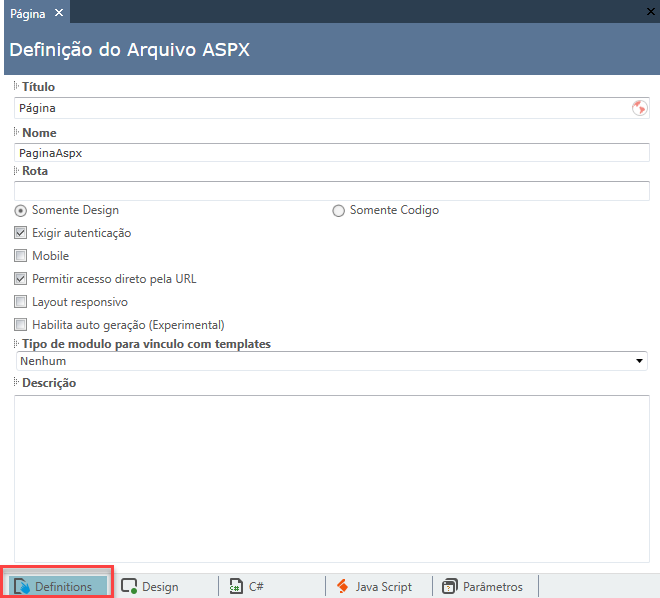 Página
Definição do Arquivo ASPX
Título
Página
Nome
PaginaAspx
Rota
Somente Design Somente Codigo
Exigir autenticação
Mobile
Permitir acesso direto pela URL
Layout responsivo
Habilita auto geração (Experimental)
Tipo de modulo para vinculo com templates
Nenhum
Descrição
Definitions Design C# Java Script Parâmetros